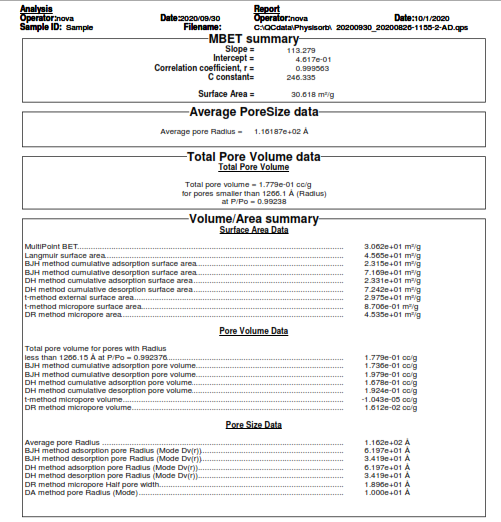 Analysis
Operator:nova
Date:2020/09/30
Sample ID: Sample
Filename:
Report
Operator:nova
Date:10/1/2020
C:\QCdata\Physisorb\ 20200930_20200826-1155-2-AD.qps
MBET summary
Slope = 113.279
Intercept = 4.617e-01
Correlation coefficient, r = 0.999563
C constant= 246.335
Surface Area = 30.618 m²/g
Average PoreSize data
Average pore Radius = 1.16187e+02 Å
Total Pore Volume data
Total Pore Volume
Total pore volume = 1.779e-01 cc/g
for pores smaller than 1266.1 Å (Radius)
at P/Po = 0.99238
Volume/Area summary
Surface Area Data
MultiPoint BET 3.062e+01 m²/g
Langmuir surface area 4.565e+01 m²/g
BJH method cumulative adsorption surface area 2.315e+01 m²/g
BJH method cumulative desorption surface area 7.169e+01 m²/g
DH method cumulative adsorption surface area 2.331e+01 m²/g
DH method cumulative desorption surface area 7.242e+01 m²/g
t-method external surface area 2.975e+01 m²/g
t-method micropore surface area 8.706e-01 m²/g
DR method micropore area 4.535e+01 m²/g
Pore Volume Data
Total pore volume for pores with Radius
less than 1266.15 Å at P/Po = 0.992376 1.779e-01 cc/g
BJH method cumulative adsorption pore volume 1.736e-01 cc/g
BJH method cumulative desorption pore volume 1.979e-01 cc/g
DH method cumulative adsorption pore volume 1.678e-01 cc/g
DH method cumulative desorption pore volume 1.924e-01 cc/g
t-method micropore volume -1.043e-05 cc/g
DR method micropore volume 1.612e-02 cc/g
Pore Size Data
Average pore Radius 1.162e+02 Å
BJH method adsorption pore Radius (Mode Dv(r)) 6.197e+01 Å
BJH method desorption pore Radius (Mode Dv(r)) 3.419e+01 Å
DH method adsorption pore Radius (Mode Dv(r)) 6.197e+01 Å
DH method desorption pore Radius (Mode Dv(r)) 3.419e+01 Å
DR method micropore Half pore width 1.896e+01 Å
DA method pore Radius (Mode) 1.000e+01 Å